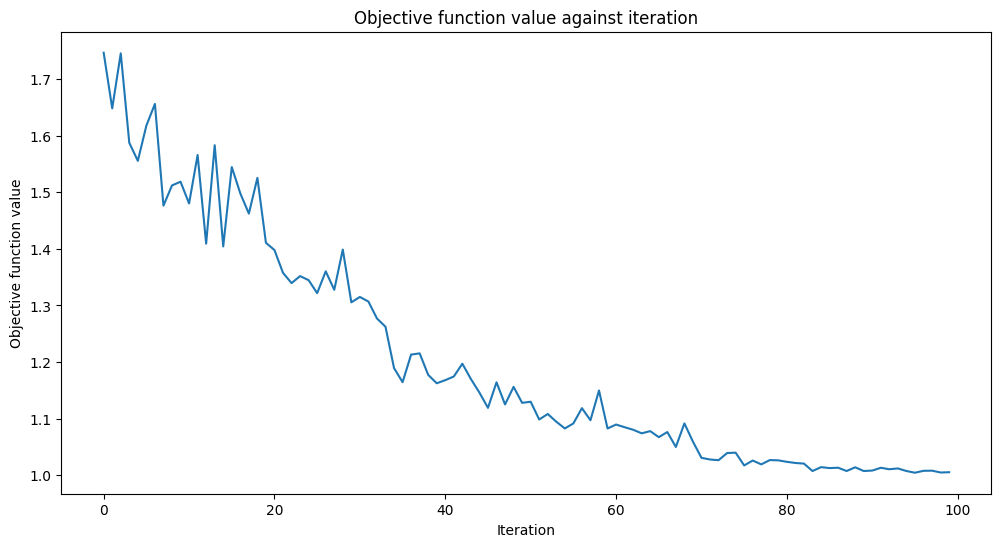 Objective function value against iteration
Objective function value
1.7
1.6
1.5
1.4
1.3
1.2
1.1
1.0
0 20 40 60 80 100
Iteration